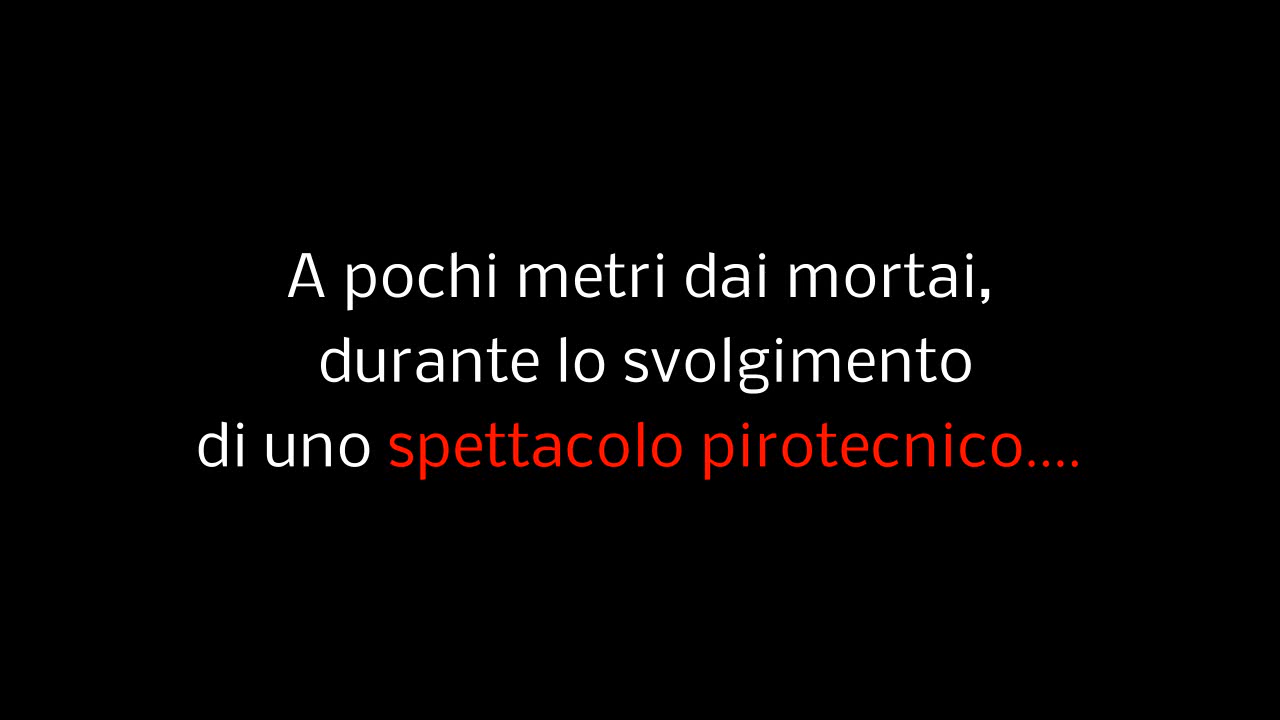 A pochi metri dai mortai,
durante lo svolgimento
di uno spettacolo pirotecnico....